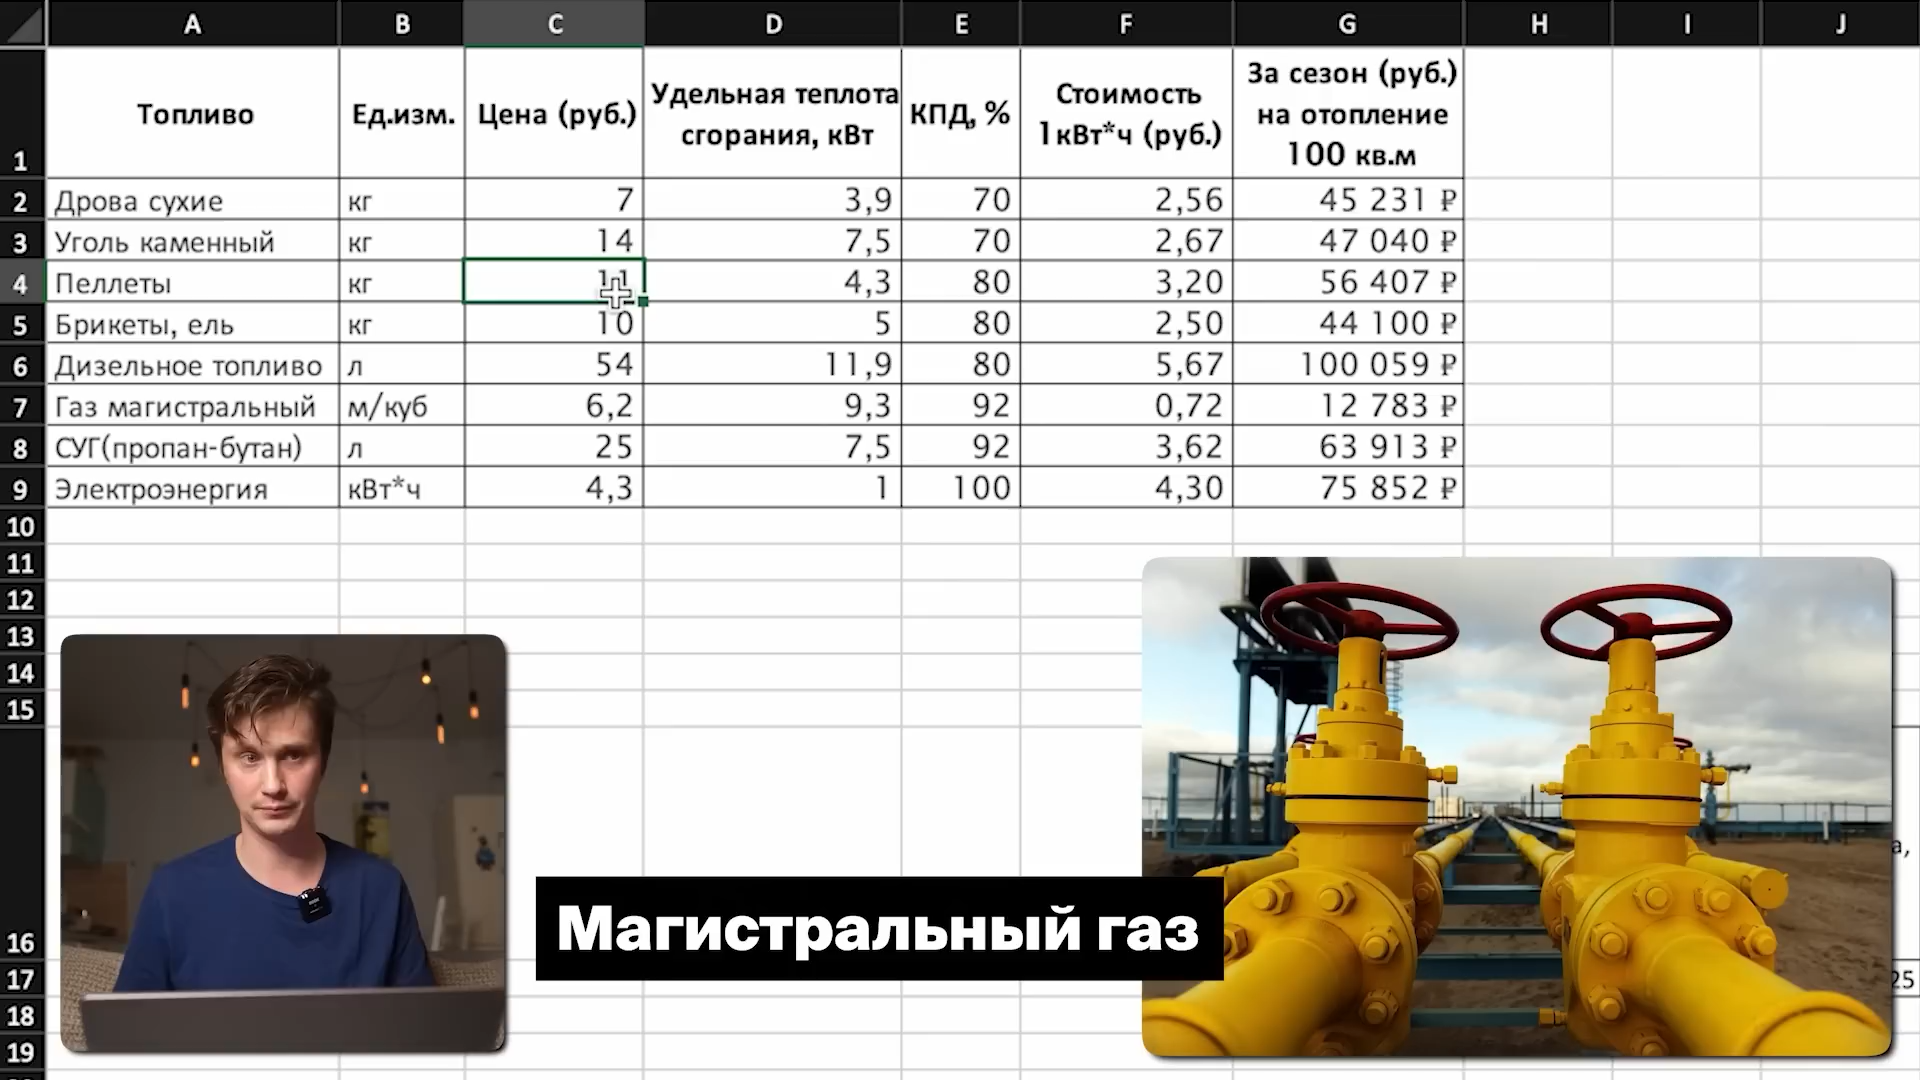 A B C D E F G H I J
1 Топливо Ед.изм. Цена (руб.) Удельная теплота сгорания, кВт КПД, % Стоимость 1кВт*ч (руб.) За сезон (руб.) на отопление 100 кв.м
2 Дрова сухие кг 7 3,9 70 2,56 45 231 ₽
3 Уголь каменный кг 14 7,5 70 2,67 47 040 ₽
4 Пеллеты кг 11 4,3 80 3,20 56 407 ₽
5 Брикеты, ель кг 10 5 80 2,50 44 100 ₽
6 Дизельное топливо л 54 11,9 80 5,67 100 059 ₽
7 Газ магистральный м/куб 6,2 9,3 92 0,72 12 783 ₽
8 СУГ(пропан-бутан) л 25 7,5 92 3,62 63 913 ₽
9 Электроэнергия кВт*ч 4,3 1 100 4,30 75 852 ₽
10
11
12
13
14
15
16
17
18
19
Магистральный газ